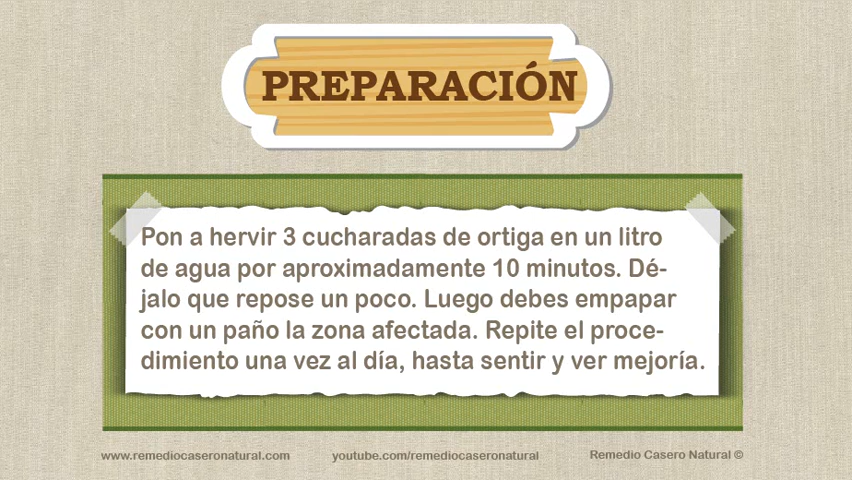 PREPARACIÓN
Pon a hervir 3 cucharadas de ortiga en un litro
de agua por aproximadamente 10 minutos. Dé-
jalo que repose un poco. Luego debes empapar
con un paño la zona afectada. Repite el proce-
dimiento una vez al día, hasta sentir y ver mejoría.
www.remediocaseronatural.com youtube.com/remediocaseronatural Remedio Casero Natural ©